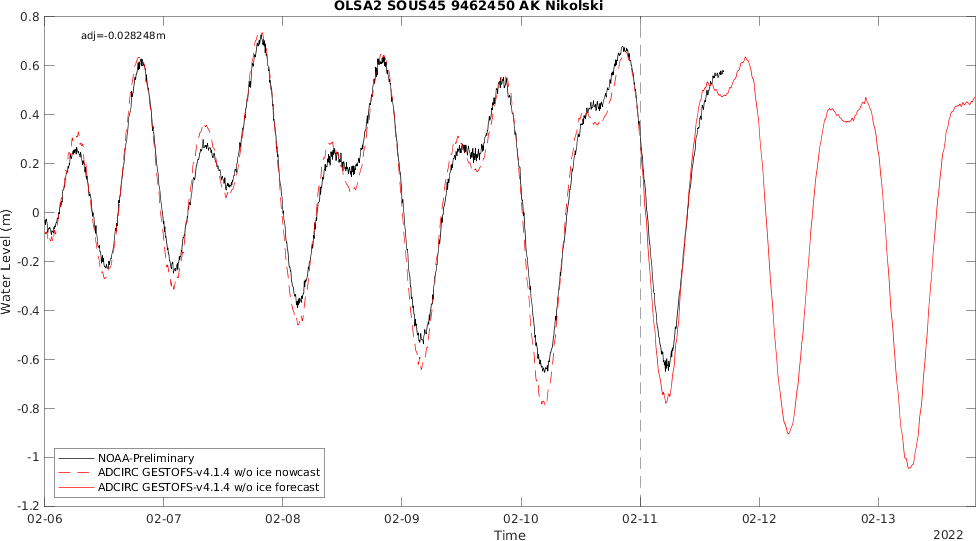 OLSA2 SOUS45 9462450 AK Nikolski
adj=-0.028248m
0.8
0.6
0.4
0.2
0
-0.2
-0.4
-0.6
-0.8
-1
-1.2
Water Level (m)
NOAA-Preliminary
ADCIRC GESTOFS-v4.1.4 w/o ice nowcast
ADCIRC GESTOFS-v4.1.4 w/o ice forecast
02-06 02-07 02-08 02-09 02-10 02-11 02-12 02-13
Time
2022